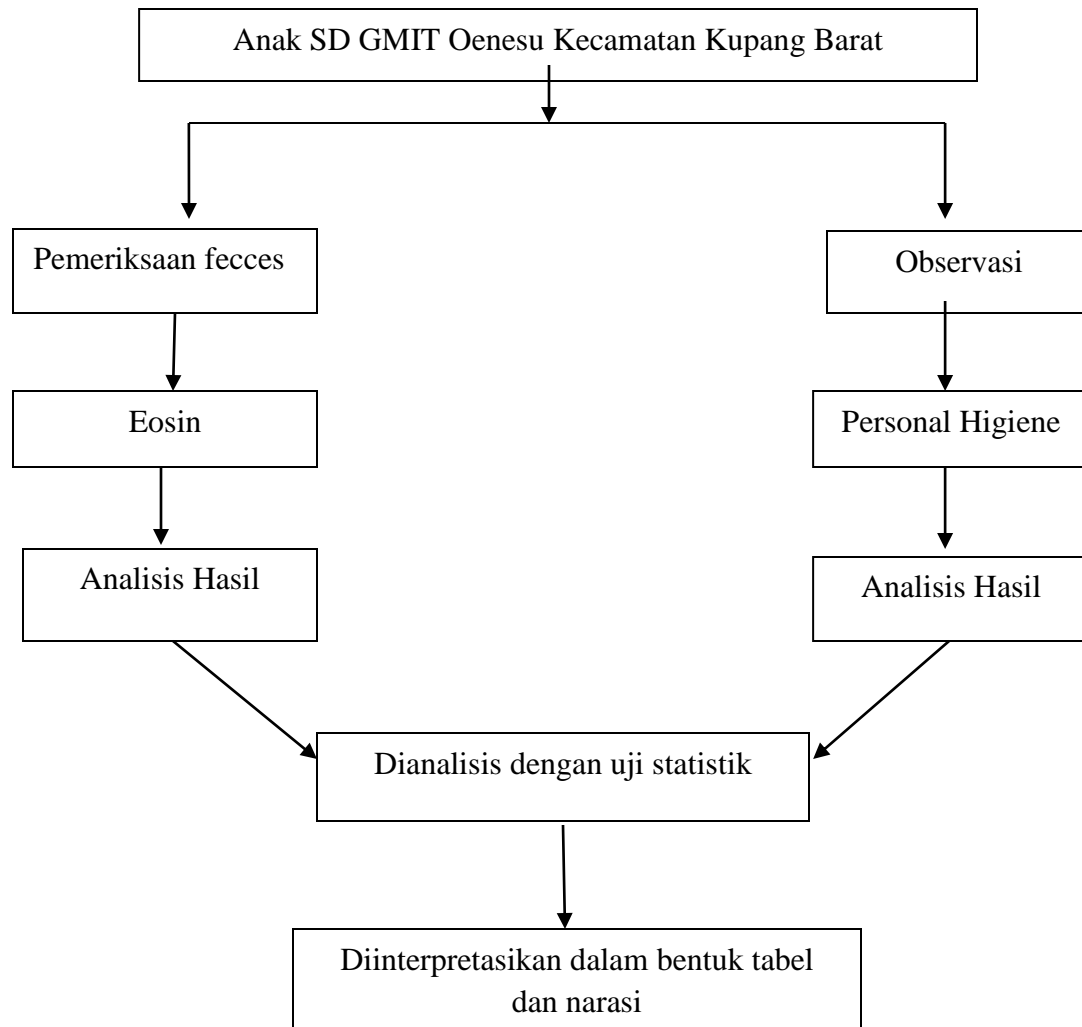 Anak SD GMIT Oenesu Kecamatan Kupang Barat
Pemeriksaan fecces
Observasi
Eosin
Personal Higiene
Analisis Hasil
Analisis Hasil
Dianalisis dengan uji statistik
Diinterpretasikan dalam bentuk tabel
dan narasi